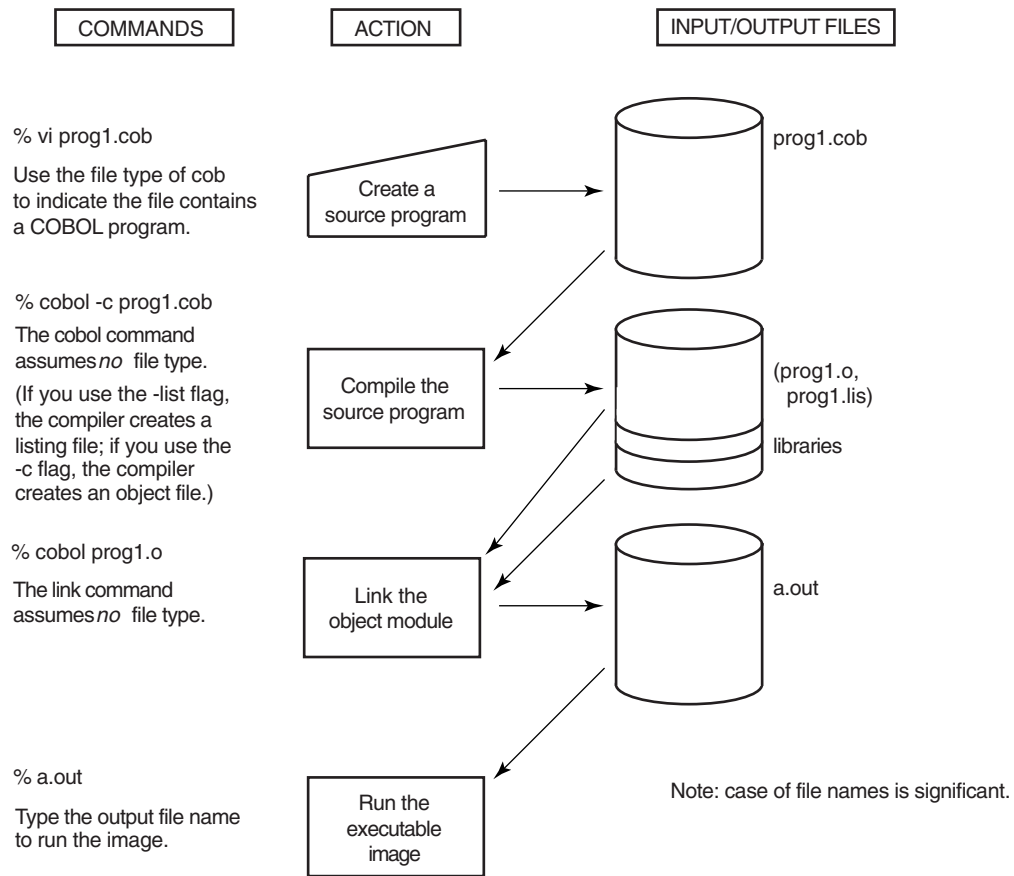 COMMANDS
ACTION
INPUT/OUTPUT FILES
% vi prog1.cob
Use the file type of cob
to indicate the file contains
a COBOL program.
Create a
source program
prog1.cob
% cobol -c prog1.cob
The cobol command
assumes no file type.
(If you use the -list flag,
the compiler creates a
listing file; if you use the
-c flag, the compiler
creates an object file.)
Compile the
source program
(prog1.o,
prog1.lis)
libraries
% cobol prog1.o
The link command
assumes no file type.
Link the
object module
a.out
% a.out
Type the output file name
to run the image.
Run the
executable
image
Note: case of file names is significant.